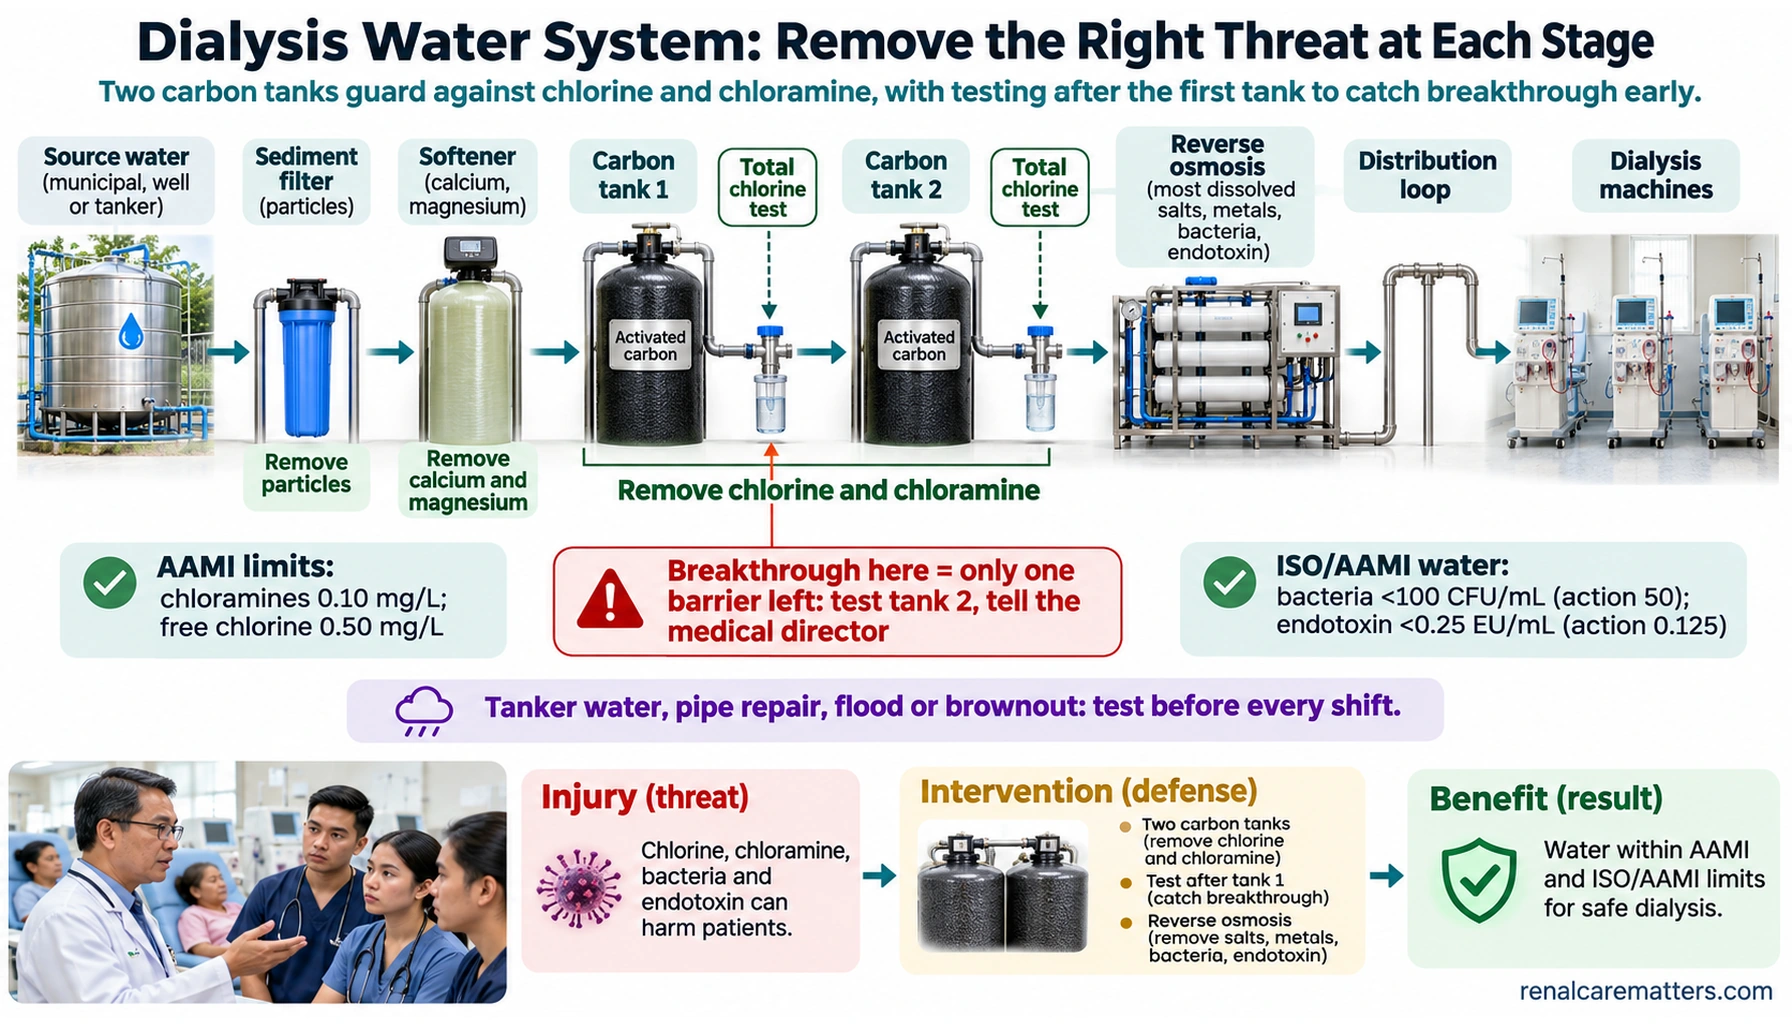 Dialysis Water System: Remove the Right Threat at Each Stage
Two carbon tanks guard against chlorine and chloramine, with testing after the first tank to catch breakthrough early.
Source water
(municipal, well
or tanker)
Sediment
filter
(particles)
Softener
(calcium,
magnesium)
Carbon
tank 1
Total
chlorine
test
Carbon
tank 2
Total
chlorine
test
Reverse
osmosis
(most dissolved
salts, metals,
bacteria,
endotoxin)
Distribution
loop
Dialysis
machines
Activated
carbon
Activated
carbon
Remove
particles
Remove
calcium and
magnesium
Remove chlorine and chloramine
AAMI limits:
chloramines 0.10 mg/L;
free chlorine 0.50 mg/L
Breakthrough here = only one
barrier left: test tank 2, tell the
medical director
ISO/AAMI water:
bacteria <100 CFU/mL (action 50);
endotoxin <0.25 EU/mL (action 0.125)
Tanker water, pipe repair, flood or brownout: test before every shift.
Injury (threat)
Chlorine, chloramine,
bacteria and
endotoxin can
harm patients.
Intervention (defense)
Two carbon tanks
(remove chlorine
and chloramine)
Test after tank 1
(catch breakthrough)
Reverse osmosis
(remove salts, metals,
bacteria, endotoxin)
Benefit (result)
Water within AAMI
and ISO/AAMI limits
for safe dialysis.
renalcarematters.com